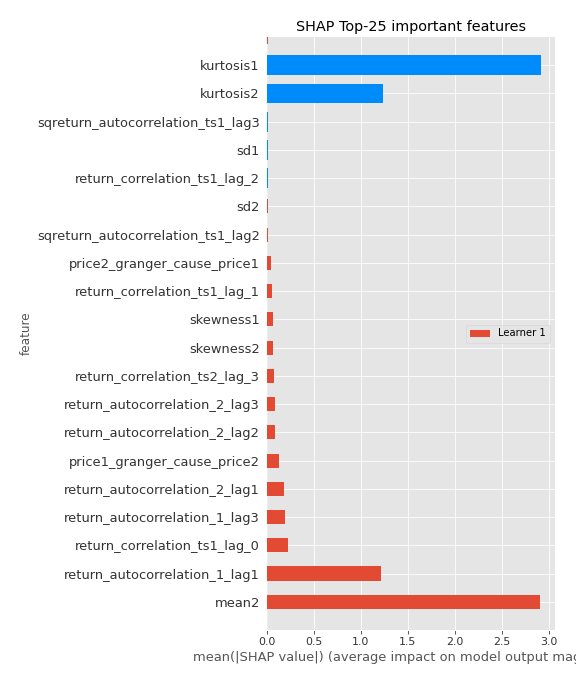 SHAP Top-25 important features
kurtosis1
kurtosis2
sqreturn_autocorrelation_ts1_lag3
sd1
return_correlation_ts1_lag_2
sd2
sqreturn_autocorrelation_ts1_lag2
price2_granger_cause_price1
return_correlation_ts1_lag_1
skewness1
skewness2
return_correlation_ts2_lag_3
return_autocorrelation_2_lag3
return_autocorrelation_2_lag2
price1_granger_cause_price2
return_autocorrelation_2_lag1
return_autocorrelation_1_lag3
return_correlation_ts1_lag_0
return_autocorrelation_1_lag1
mean2
feature
Learner 1
0.0 0.5 1.0 1.5 2.0 2.5 3.0
mean(|SHAP value|) (average impact on model output mag